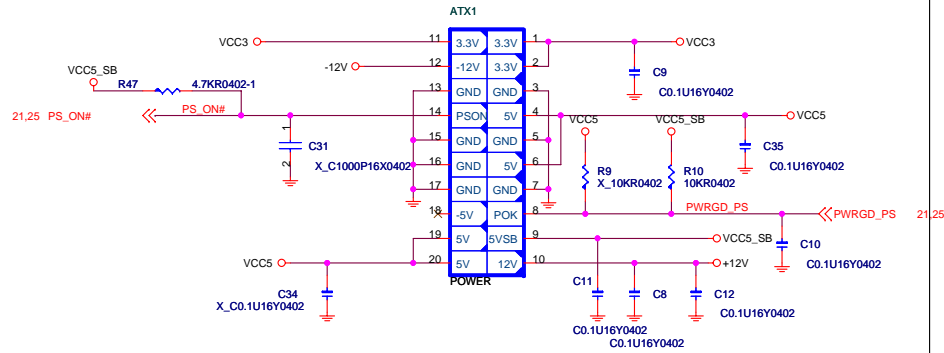 ATX1
VCC3 11 3.3V 3.3V 1 VCC3
-12V 12 -12V 3.3V 2
C9
C0.1U16Y0402
VCC5_SB
R47 4.7KR0402-1
13 GND GND 3
21,25 PS_ON# PS_ON# 14 PSON 5V 4 VCC5
VCC5 VCC5_SB
1
C31
2
X_C1000P16X0402
15 GND GND 5
C35
C0.1U16Y0402
16 GND 5V 6
R9
X_10KR0402
R10
10KR0402
17 GND GND 7
18 -5V POK 8 PWRGD_PS PWRGD_PS 21,25
19 5V 5VSB 9 VCC5_SB
C10
C0.1U16Y0402
VCC5 20 5V 12V 10 +12V
POWER
C34
X_C0.1U16Y0402
C11
C0.1U16Y0402
C8
C0.1U16Y0402
C12
C0.1U16Y0402